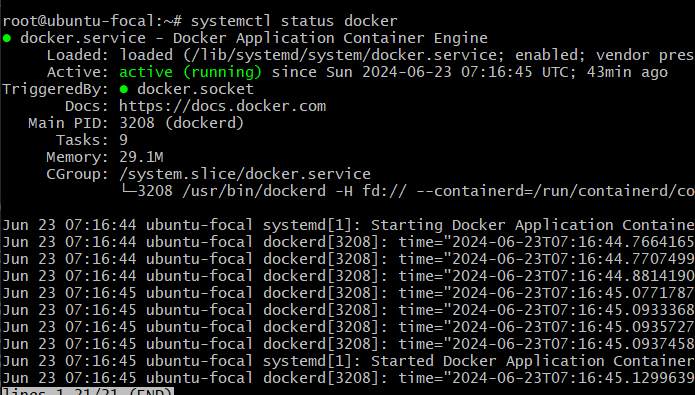 root@ubuntu-focal:~# systemctl status docker
● docker.service - Docker Application Container Engine
Loaded: loaded (/lib/systemd/system/docker.service; enabled; vendor pres
Active: active (running) since Sun 2024-06-23 07:16:45 UTC; 43min ago
TriggeredBy: ● docker.socket
Docs: https://docs.docker.com
Main PID: 3208 (dockerd)
Tasks: 9
Memory: 29.1M
CGroup: /system.slice/docker.service
└─3208 /usr/bin/dockerd -H fd:// --containerd=/run/containerd/co
Jun 23 07:16:44 ubuntu-focal systemd[1]: Starting Docker Application Containe
Jun 23 07:16:44 ubuntu-focal dockerd[3208]: time="2024-06-23T07:16:44.7664165
Jun 23 07:16:44 ubuntu-focal dockerd[3208]: time="2024-06-23T07:16:44.7707499
Jun 23 07:16:44 ubuntu-focal dockerd[3208]: time="2024-06-23T07:16:44.8814190
Jun 23 07:16:45 ubuntu-focal dockerd[3208]: time="2024-06-23T07:16:45.0771787
Jun 23 07:16:45 ubuntu-focal dockerd[3208]: time="2024-06-23T07:16:45.0933368
Jun 23 07:16:45 ubuntu-focal dockerd[3208]: time="2024-06-23T07:16:45.0935727
Jun 23 07:16:45 ubuntu-focal dockerd[3208]: time="2024-06-23T07:16:45.0937458
Jun 23 07:16:45 ubuntu-focal systemd[1]: Started Docker Application Container
Jun 23 07:16:45 ubuntu-focal dockerd[3208]: time="2024-06-23T07:16:45.1299639
lines 1-21/21 (END)